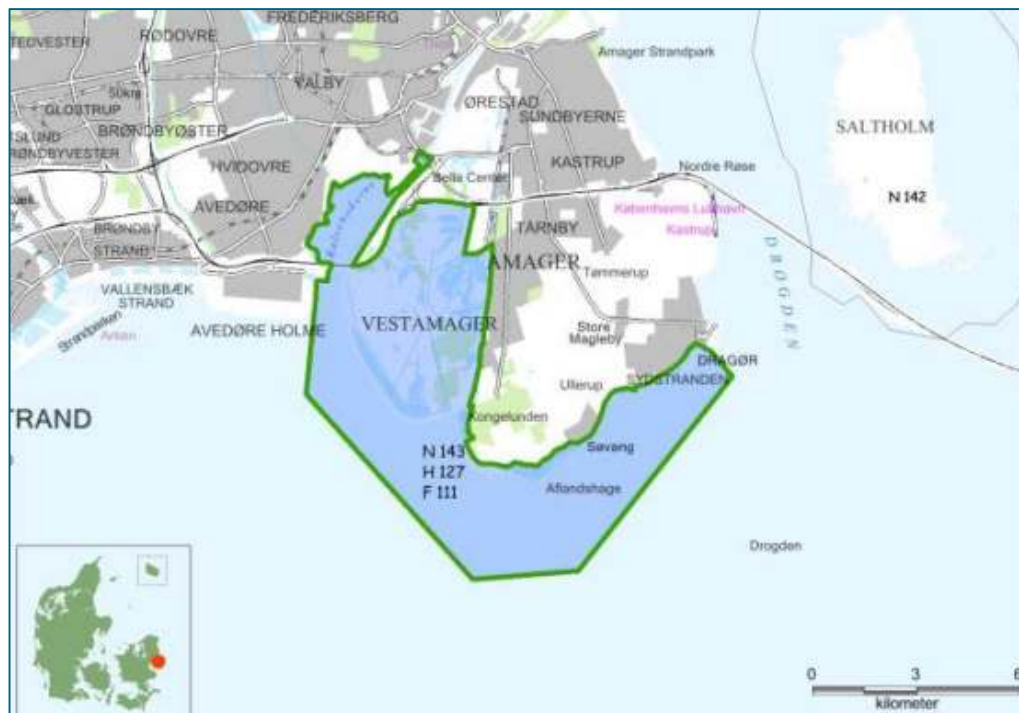 FREDERIKSBERG
RØDOVRE
Amager Strandpark
VALBY
ØRESTAD
GLOSTRUP
SUNDBYERNE
SALTHOLM
BRØNDBYØSTER
HVIDOVRE
KASTRUP
Nordre Røse
Bella Center
N 142
AVEDØRE
Københavns Lufthavn
Kastrup
BRØNDBY
STRAND
TÅRNBY
AMAGER
Tømmerup
DROGDEN
VALLENSBÆK
STRAND
Strandparken
Arken
AVEDØRE HOLME
VESTAMAGER
Store
Magleby
DRAGØR
Ullerup
SYDSTRANDEN
Kongelunden
N 143
H 127
F 111
Søvang
Aflandshage
Drogden
0 3 6
kilometer